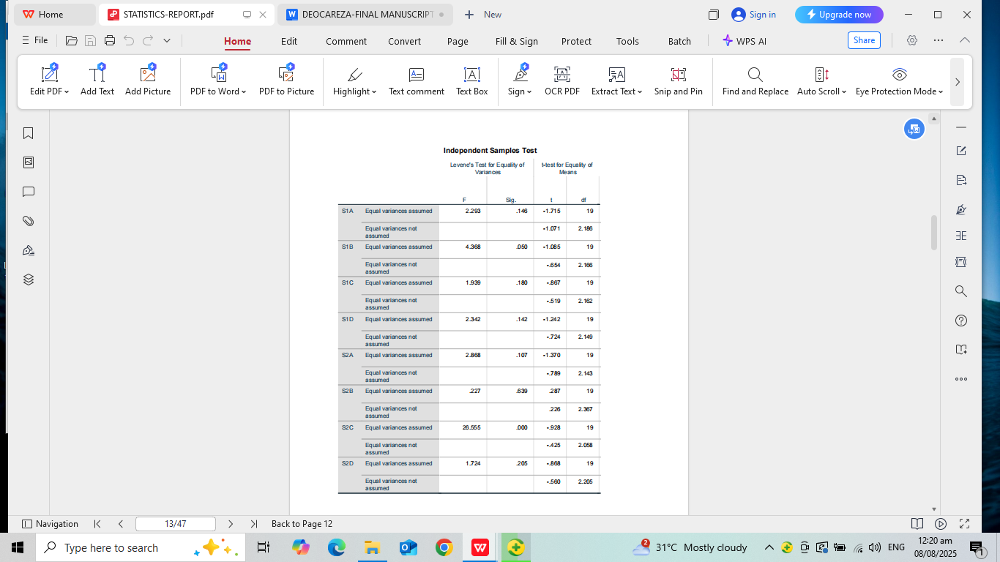 Home
STATISTICS-REPORT.pdf
DEOCAREZA-FINAL MANUSCRIPT
New
Sign in
Upgrade now
File
Home
Edit
Comment
Convert
Page
Fill & Sign
Protect
Tools
Batch
WPS AI
Share
Edit PDF
Add Text
Add Picture
PDF to Word
PDF to Picture
Highlight
Text comment
Text Box
Sign
OCR PDF
Extract Text
Snip and Pin
Find and Replace
Auto Scroll
Eye Protection Mode
Independent Samples Test
Levene's Test for Equality of
Variances
t-test for Equality of
Means
F Sig. t df
S1A Equal variances assumed 2.293 .146 -1.715 19
Equal variances not
assumed -1.071 2.186
S1B Equal variances assumed 4.368 .050 -1.085 19
Equal variances not
assumed -.654 2.166
S1C Equal variances assumed 1.939 .180 -.867 19
Equal variances not
assumed -.519 2.162
S1D Equal variances assumed 2.342 .142 -1.242 19
Equal variances not
assumed -.724 2.149
S2A Equal variances assumed 2.868 .107 -1.370 19
Equal variances not
assumed -.789 2.143
S2B Equal variances assumed .227 .639 .287 19
Equal variances not
assumed .226 2.367
S2C Equal variances assumed 26.555 .000 -.928 19
Equal variances not
assumed -.425 2.058
S2D Equal variances assumed 1.724 .205 -.868 19
Equal variances not
assumed -.560 2.205
Navigation
13/47
Back to Page 12
Type here to search
2
31°C Mostly cloudy
ENG
12:20 am
08/08/2025
1